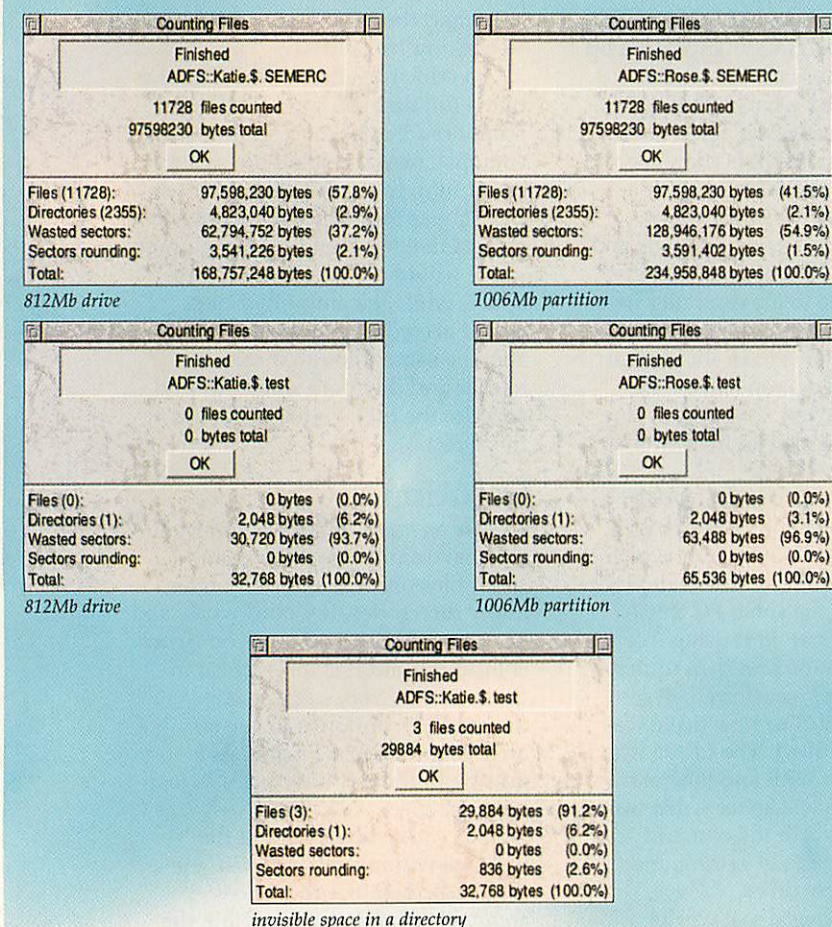 Counting Files
Finished
ADFS::Katie.$.SEMERC
11728 files counted
97598230 bytes total
OK
Files (11728): 97,598,230 bytes (57.8%)
Directories (2355): 4,823,040 bytes (2.9%)
Wasted sectors: 62,794,752 bytes (37.2%)
Sectors rounding: 3,541,226 bytes (2.1%)
Total: 168,757,248 bytes (100.0%)
812Mb drive
Counting Files
Finished
ADFS::Rose.$.SEMERC
11728 files counted
97598230 bytes total
OK
Files (11728): 97,598,230 bytes (41.5%)
Directories (2355): 4,823,040 bytes (2.1%)
Wasted sectors: 128,946,176 bytes (54.9%)
Sectors rounding: 3,591,402 bytes (1.5%)
Total: 234,958,848 bytes (100.0%)
1006Mb partition
Counting Files
Finished
ADFS::Katie.$.test
0 files counted
0 bytes total
OK
Files (0): 0 bytes (0.0%)
Directories (1): 2,048 bytes (6.2%)
Wasted sectors: 30,720 bytes (93.7%)
Sectors rounding: 0 bytes (0.0%)
Total: 32,768 bytes (100.0%)
812Mb drive
Counting Files
Finished
ADFS::Rose.$.test
0 files counted
0 bytes total
OK
Files (0): 0 bytes (0.0%)
Directories (1): 2,048 bytes (3.1%)
Wasted sectors: 63,488 bytes (96.9%)
Sectors rounding: 0 bytes (0.0%)
Total: 65,536 bytes (100.0%)
1006Mb partition
Counting Files
Finished
ADFS::Katie.$.test
3 files counted
29884 bytes total
OK
Files (3): 29,884 bytes (91.2%)
Directories (1): 2,048 bytes (6.2%)
Wasted sectors: 0 bytes (0.0%)
Sectors rounding: 836 bytes (2.6%)
Total: 32,768 bytes (100.0%)
invisible space in a directory